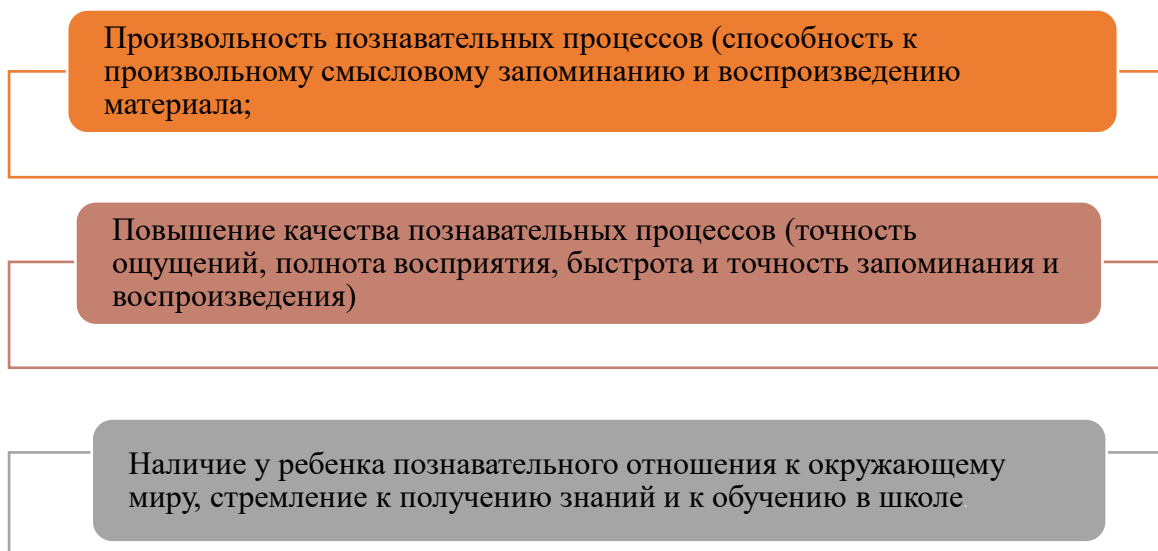 Произвольность познавательных процессов (способность к
произвольному смысловому запоминанию и воспроизведению
материала;
Повышение качества познавательных процессов (точность
ощущений, полнота восприятия, быстрота и точность запоминания и
воспроизведения)
Наличие у ребенка познавательного отношения к окружающему
миру, стремление к получению знаний и к обучению в школе.